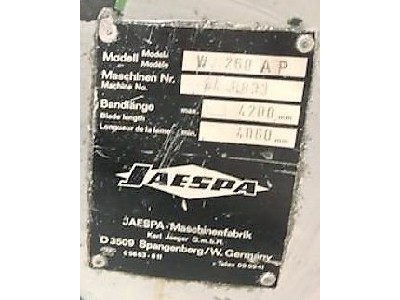 Modell Model Modèle W 260 AP
Maschinen Nr.
Machine No.
Bandlänge max. 4200 mm
Blade length
Longueur de la lame min. 4060 mm
JAESPA
JAESPA-Maschinenfabrik
Karl Jaeger G.m.b.H.
D 3509 Spangenberg/W. Germany
Telex